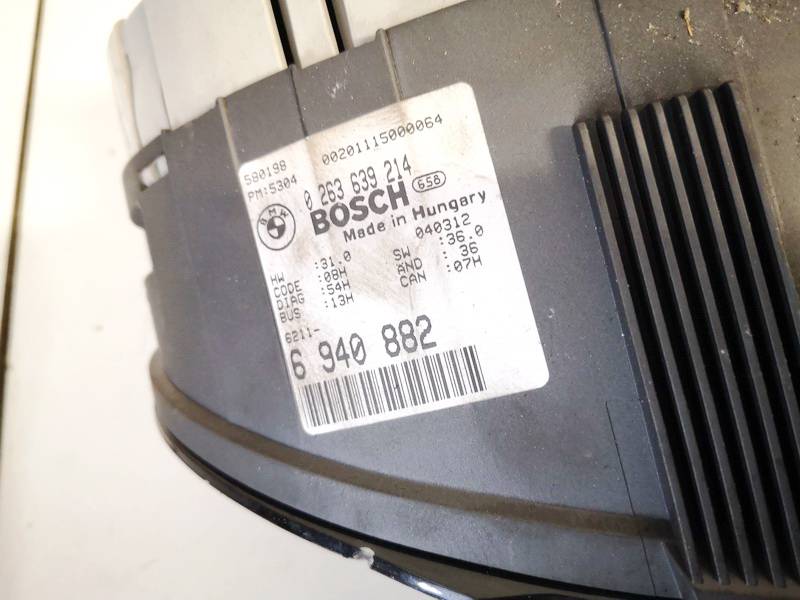 580198 00201115000064
PM:5304 0 263 639 214
BMW BOSCH 658
Made in Hungary
040312
HW :31.0 SW :36.0
CODE :08H AND : 36
DIAG :54H CAN :07H
BUS :13H
6211-
6 940 882